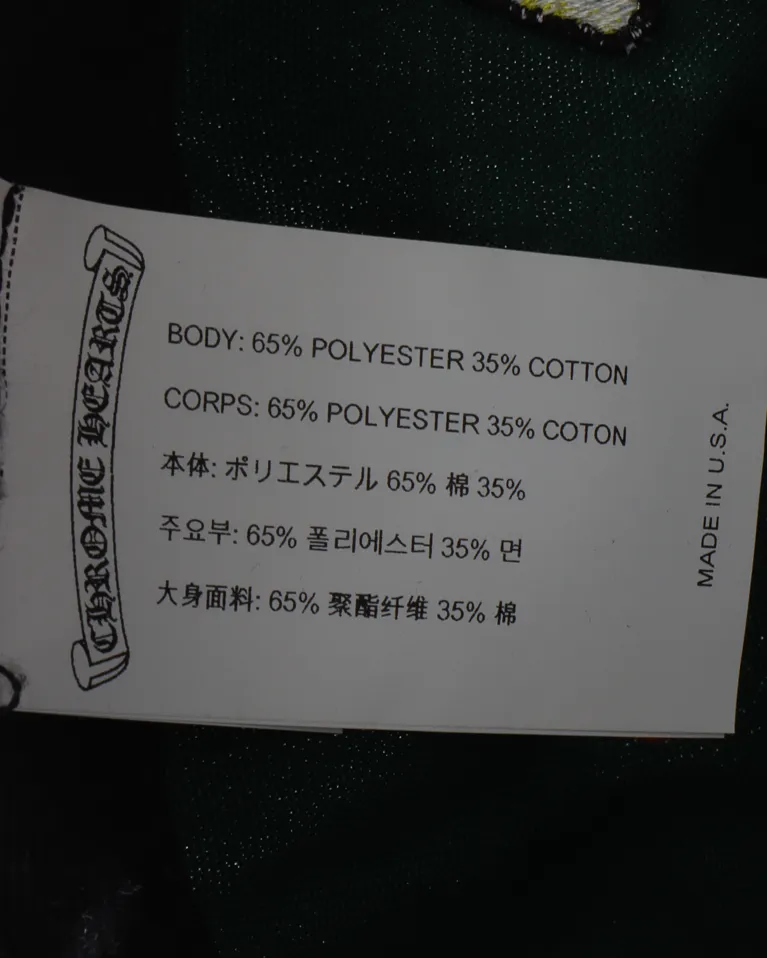 CHROME HEARTS
BODY: 65% POLYESTER 35% COTTON
CORPS: 65% POLYESTER 35% COTON
本体: ポリエステル 65% 棉 35%
주요부: 65% 폴리에스터 35% 면
大身面料: 65% 聚酯纤维 35% 棉
MADE IN U.S.A.